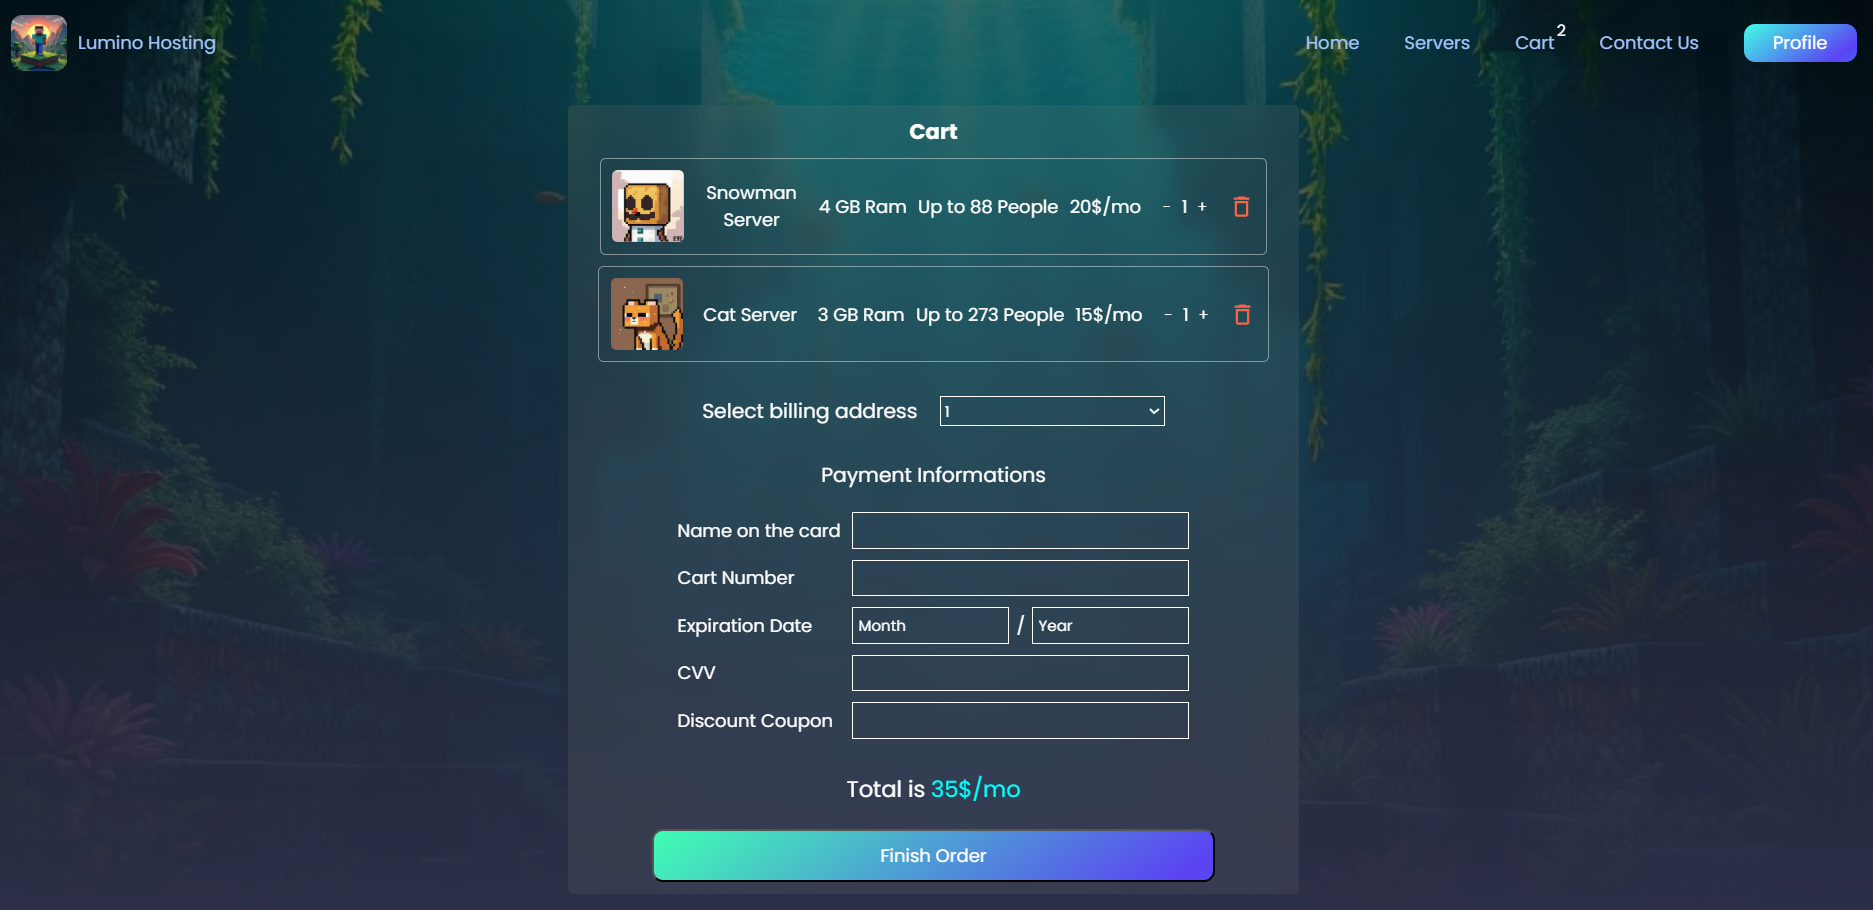 Lumino Hosting
Home Servers Cart 2 Contact Us Profile
Cart
Snowman
Server
4 GB Ram Up to 88 People 20$/mo - 1 +
Cat Server 3 GB Ram Up to 273 People 15$/mo - 1 +
Select billing address 1
Payment Informations
Name on the card
Cart Number
Expiration Date Month / Year
CVV
Discount Coupon
Total is 35$/mo
Finish Order